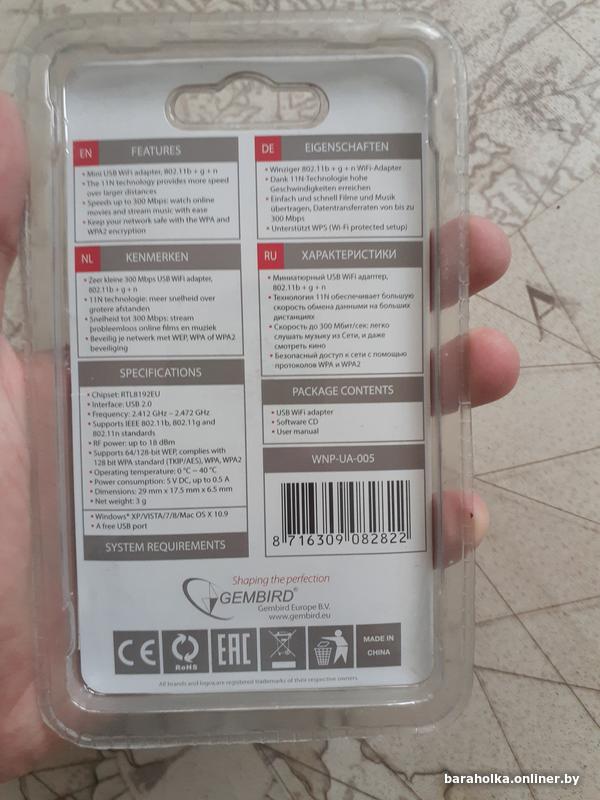 EN FEATURES
• Mini USB WiFi adapter, 802.11b + g + n
• The 11N technology provides more speed
over larger distances
• Speeds up to 300 Mbps: watch online
movies and stream music with ease
• Keep your network safe with the WPA and
WPA2 encryption
DE EIGENSCHAFTEN
• Winziger 802.11b + g + n WiFi-Adapter
• Dank 11N-Technologie hohe
Geschwindigkeiten erreichen
• Einfach und schnell Filme und Musik
übertragen, Datentransferraten von bis zu
300 Mbps
• Unterstützt WPS (Wi-Fi protected setup)
NL KENMERKEN
• Zeer kleine 300 Mbps USB WiFi adapter,
802.11b + g + n
• 11N technologie: meer snelheid over
grotere afstanden
• Snelheid tot 300 Mbps: stream
probleemloos online films en muziek
• Beveilig je netwerk met WEP, WPA of WPA2
beveiliging
RU ХАРАКТЕРИСТИКИ
• Миниатюрный USB WiFi адаптер,
802.11b + g + n
• Технология 11N обеспечивает большую
скорость обмена данными на больших
дистанциях
• Скорость до 300 Мбит/сек: легко
слушать музыку из Сети, и даже
смотреть кино
• Безопасный доступ к сети с помощью
протоколов WPA и WPA2
SPECIFICATIONS
• Chipset: RTL8192EU
• Interface: USB 2.0
• Frequency: 2.412 GHz ~ 2.472 GHz
• Supports IEEE 802.11b, 802.11g and
802.11n standards
• RF power: up to 18 dBm
• Supports 64/128-bit WEP, complies with
128 bit WPA standard (TKIP/AES), WPA, WPA2
• Operating temperature: 0 °C ~ 40 °C
• Power consumption: 5 V DC, up to 0.5 A
• Dimensions: 29 mm x 17.5 mm x 6.5 mm
• Net weight: 3 g
• Windows® XP/VISTA/7/8/Mac OS X 10.9
• A free USB port
SYSTEM REQUIREMENTS
PACKAGE CONTENTS
• USB WiFi adapter
• Software CD
• User manual
WNP-UA-005
8 716309 082822
Shaping the perfection
GEMBIRD®
Gembird Europe B.V.
www.gembird.eu
CE
RoHS
EAC
MADE IN
CHINA
All brands and logos are registered trademarks of their respective owners.
baraholka.onliner.by